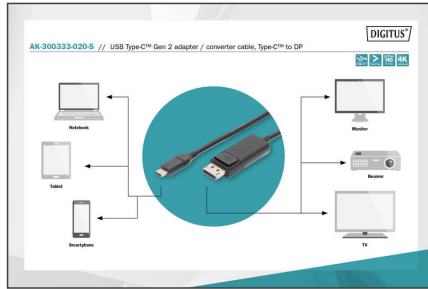 DIGITUS®
AK-300333-020-S // USB Type-C™ Gen 2 adapter / converter cable, Type-C™ to DP
HD 4K
Notebook
Monitor
Tablet
Beamer
Smartphone
TV